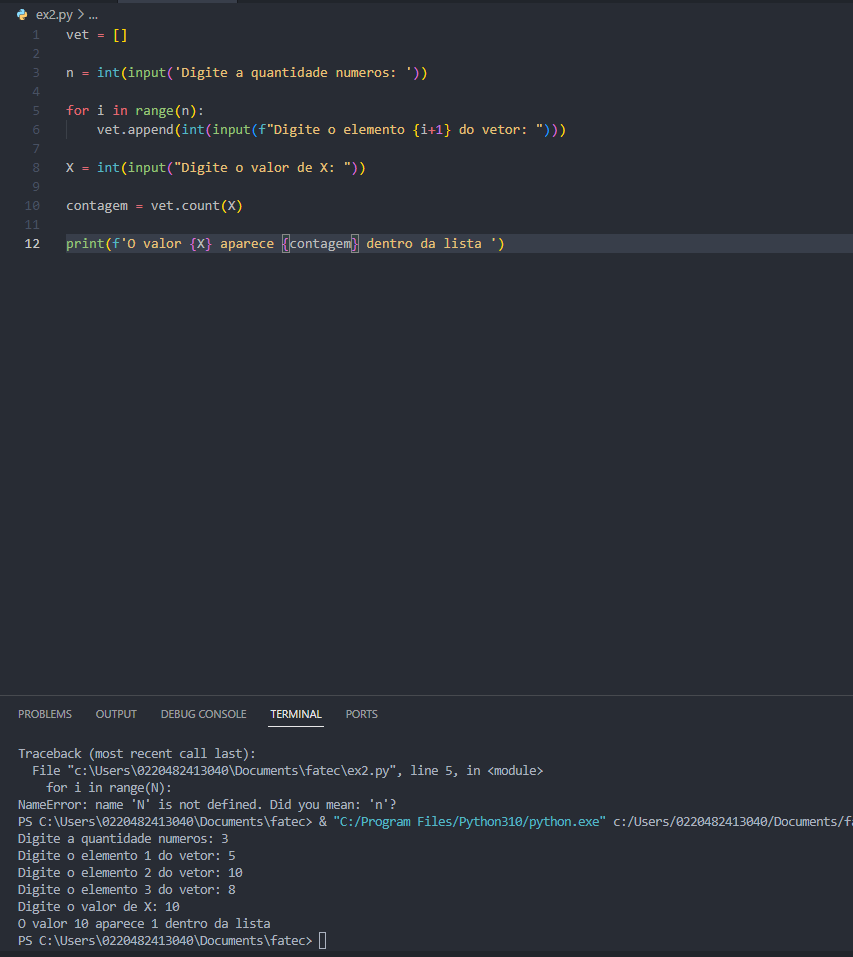 ex2.py > ...
1 vet = []
2
3 n = int(input('Digite a quantidade numeros: '))
4
5 for i in range(n):
6     vet.append(int(input(f"Digite o elemento {i+1} do vetor: ")))
7
8 X = int(input("Digite o valor de X: "))
9
10 contagem = vet.count(X)
11
12 print(f'O valor {X} aparece {contagem} dentro da lista ')
PROBLEMS OUTPUT DEBUG CONSOLE TERMINAL PORTS
Traceback (most recent call last):
  File "c:\Users\0220482413040\Documents\fatec\ex2.py", line 5, in <module>
    for i in range(N):
NameError: name 'N' is not defined. Did you mean: 'n'?
PS C:\Users\0220482413040\Documents\fatec> & "C:/Program Files/Python310/python.exe" c:/Users/0220482413040/Documents/fa
Digite a quantidade numeros: 3
Digite o elemento 1 do vetor: 5
Digite o elemento 2 do vetor: 10
Digite o elemento 3 do vetor: 8
Digite o valor de X: 10
O valor 10 aparece 1 dentro da lista
PS C:\Users\0220482413040\Documents\fatec>